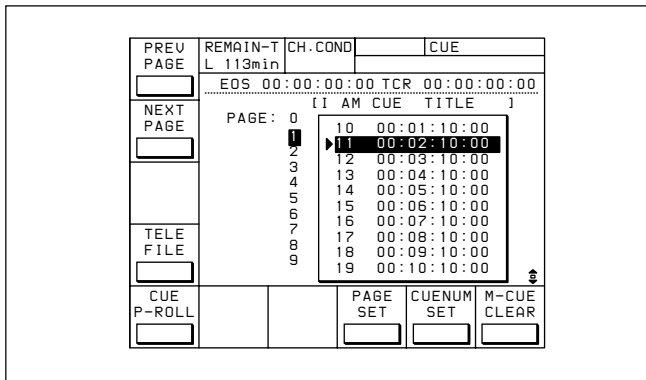 PREV PAGE
REMAIN-T
CH.COND
CUE
L 113min
EOS 00:00:00:00 TCR 00:00:00:00
[I AM CUE TITLE ]
NEXT PAGE
PAGE:
0
1
2
3
4
5
6
7
8
9
10 00:01:10:00
11 00:02:10:00
12 00:03:10:00
13 00:04:10:00
14 00:05:10:00
15 00:06:10:00
16 00:07:10:00
17 00:08:10:00
18 00:09:10:00
19 00:10:10:00
TELE FILE
CUE P-ROLL
PAGE SET
CUENUM SET
M-CUE CLEAR